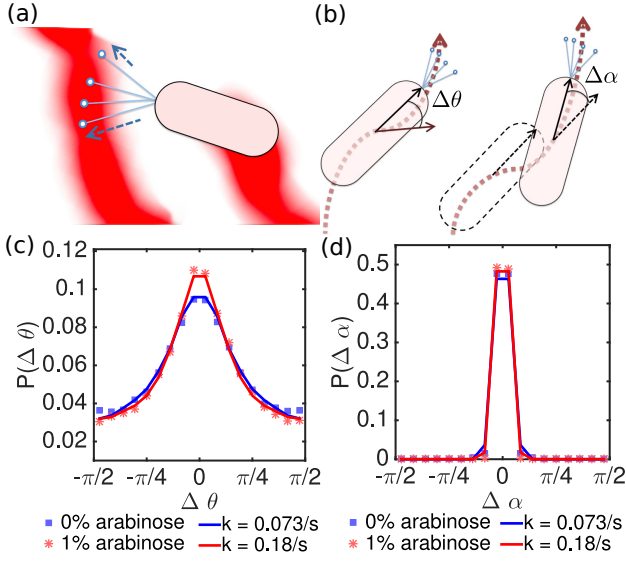 (a)
(b)
Δθ
Δα
(c)
(d)
0.12
0.1
0.08
0.06
0.04
0.02
P(Δ θ)
-π/2
-π/4
0
π/4
π/2
Δ θ
0.5
0.4
0.3
0.2
0.1
0
P(Δ α)
-π/2
-π/4
0
π/4
π/2
Δ α
0% arabinose
k = 0.073/s
1% arabinose
k = 0.18/s
0% arabinose
k = 0.073/s
1% arabinose
k = 0.18/s